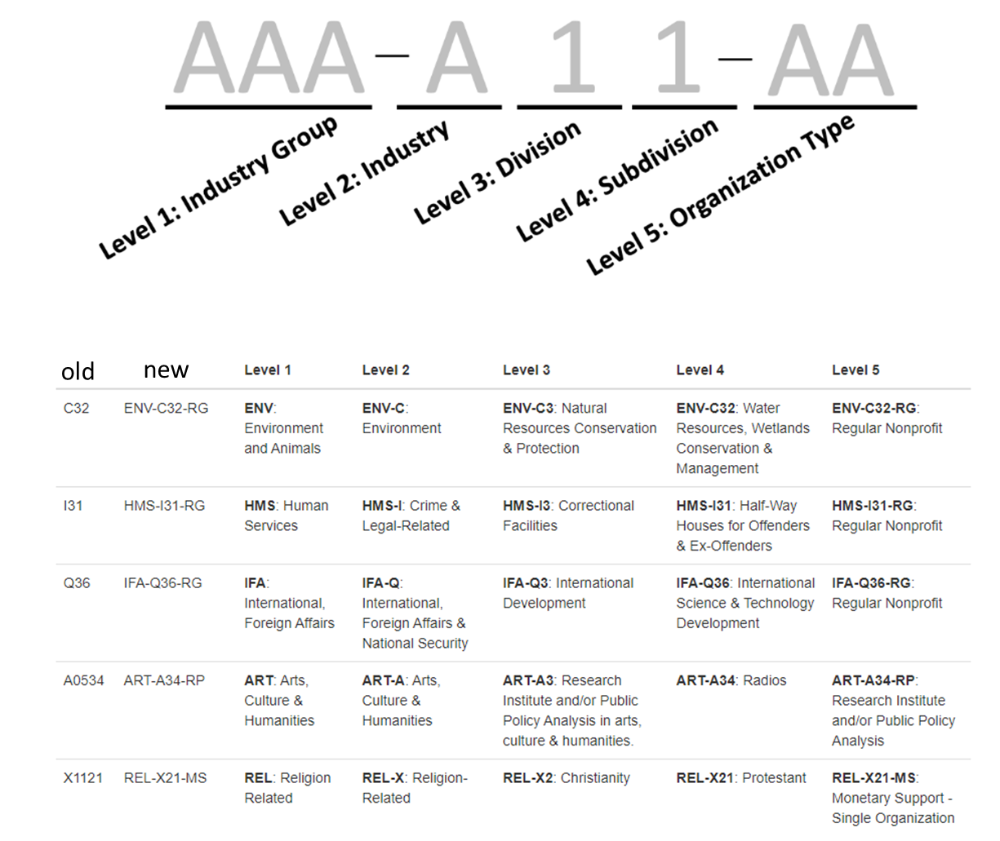 AAA – A 1 1 – AA
Level 1: Industry Group
Level 2: Industry
Level 3: Division
Level 4: Subdivision
Level 5: Organization Type
old new Level 1 Level 2 Level 3 Level 4 Level 5
C32 ENV-C32-RG ENV: ENV-C: ENV-C3: Natural ENV-C32: Water ENV-C32-RG:
Environment Environment Resources Conservation Resources, Wetlands Regular Nonprofit
and Animals & Protection Conservation &
Management
I31 HMS-I31-RG HMS: Human HMS-I: Crime & HMS-I3: Correctional HMS-I31: Half-Way HMS-I31-RG:
Services Legal-Related Facilities Houses for Offenders Regular Nonprofit
& Ex-Offenders
Q36 IFA-Q36-RG IFA: IFA-Q: IFA-Q3: International IFA-Q36: International IFA-Q36-RG:
International, International, Development Science & Technology Regular Nonprofit
Foreign Affairs Foreign Affairs & Development
National Security
A0534 ART-A34-RP ART: Arts, ART-A: Arts, ART-A3: Research ART-A34: Radios ART-A34-RP:
Culture & Culture & Institute and/or Public Research Institute
Humanities Humanities Policy Analysis in arts, and/or Public Policy
culture & humanities. Analysis
X1121 REL-X21-MS REL: Religion REL-X: Religion- REL-X2: Christianity REL-X21: Protestant REL-X21-MS:
Related Related Monetary Support -
Single Organization